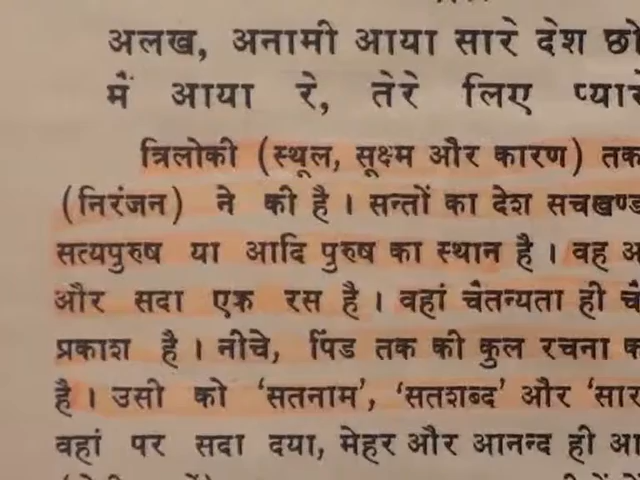 अलख, अनामी आया सारे देश
में आया रे, तेरे लिए
त्रिलोकी (स्थूल, सूक्ष्म और कारण) तक
(निरंजन) ने की है । सन्तों का देश सचखण्ड
सत्यपुरुष या आदि पुरुष का स्थान है । वह
और सदा एक रस है । वहां चैतन्यता ही
प्रकाश है । नीचे, पिंड तक की कुल रचना
है । उसी को ‘सतनाम’, ‘सतशब्द’ और ‘सार
वहां पर सदा दया, मेहर और आनन्द ही